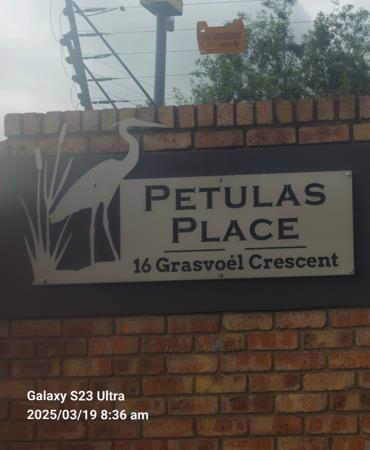 PETULAS
PLACE
16 Grasvoël Crescent
Galaxy S23 Ultra
2025/03/19 8:36 am